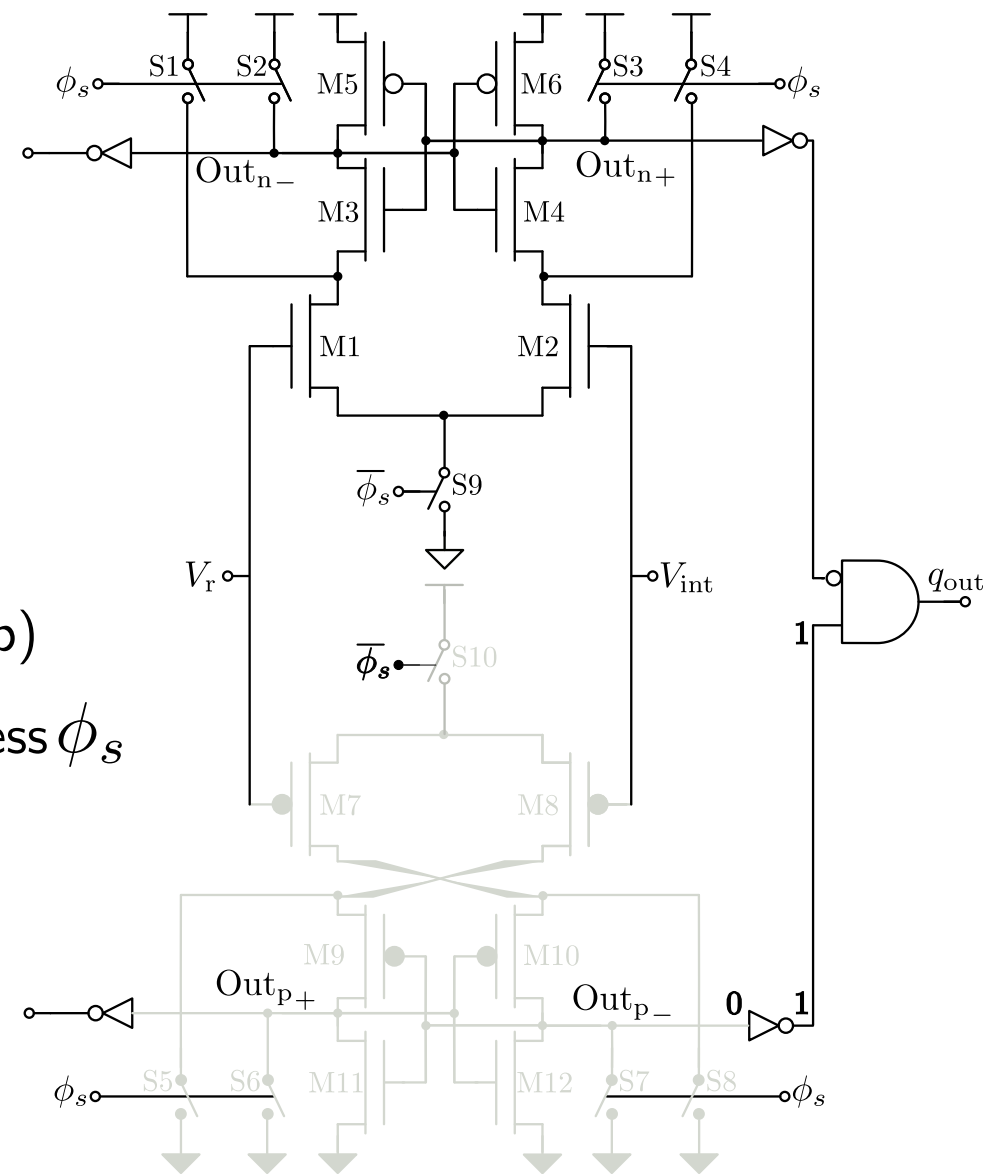 S1 S2 M5 M6 S3 S4
ϕs ϕs
Outn− Outn+
M3 M4
M1 M2
ϕs S9
Vr Vint qout
1
p)
ϕs S10
ess ϕs
M7 M8
M9 M10
Outp+ Outp− 0 1
S5 S6 M11 M12 S7 S8
ϕs ϕs